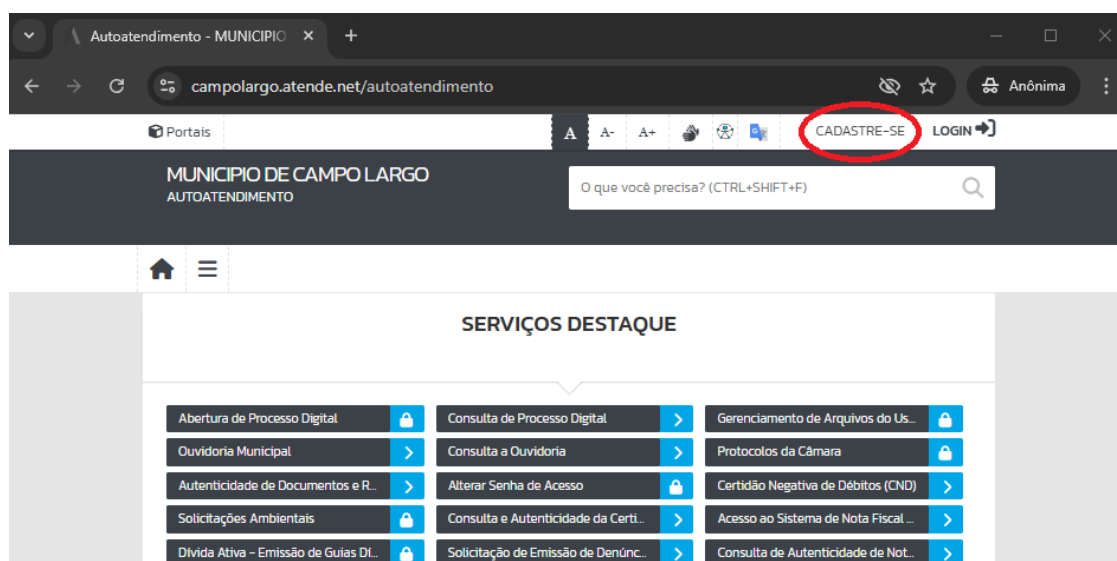 Autoatendimento - MUNICIPIO
campolargo.atende.net/autoatendimento
Anônima
Portais
A A- A+ CADASTRE-SE LOGIN
MUNICIPIO DE CAMPO LARGO
AUTOATENDIMENTO
O que você precisa? (CTRL+SHIFT+F)
SERVIÇOS DESTAQUE
Abertura de Processo Digital Consulta de Processo Digital Gerenciamento de Arquivos do Us...
Ouvidoria Municipal Consulta a Ouvidoria Protocolos da Câmara
Autenticidade de Documentos e R... Alterar Senha de Acesso Certidão Negativa de Débitos (CND)
Solicitações Ambientais Consulta e Autenticidade da Certi... Acesso ao Sistema de Nota Fiscal ...
Dívida Ativa - Emissão de Guias Dí... Solicitação de Emissão de Denúnc... Consulta de Autenticidade de Not...